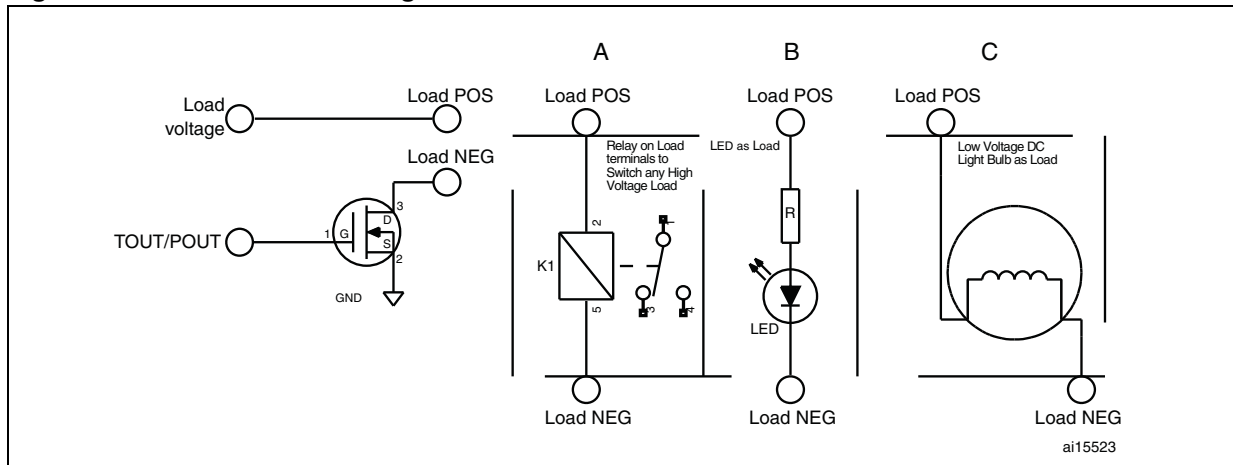 A
B
C
Load
voltage
Load POS
Load NEG
TOUT/POUT
1
G
D
S
3
2
GND
Load POS
Relay on Load
terminals to
Switch any High
Voltage Load
2
K1
5
1
3
4
Load NEG
Load POS
LED as Load
R
LED
Load NEG
Load POS
Low Voltage DC
Light Bulb as Load
Load NEG
ai15523